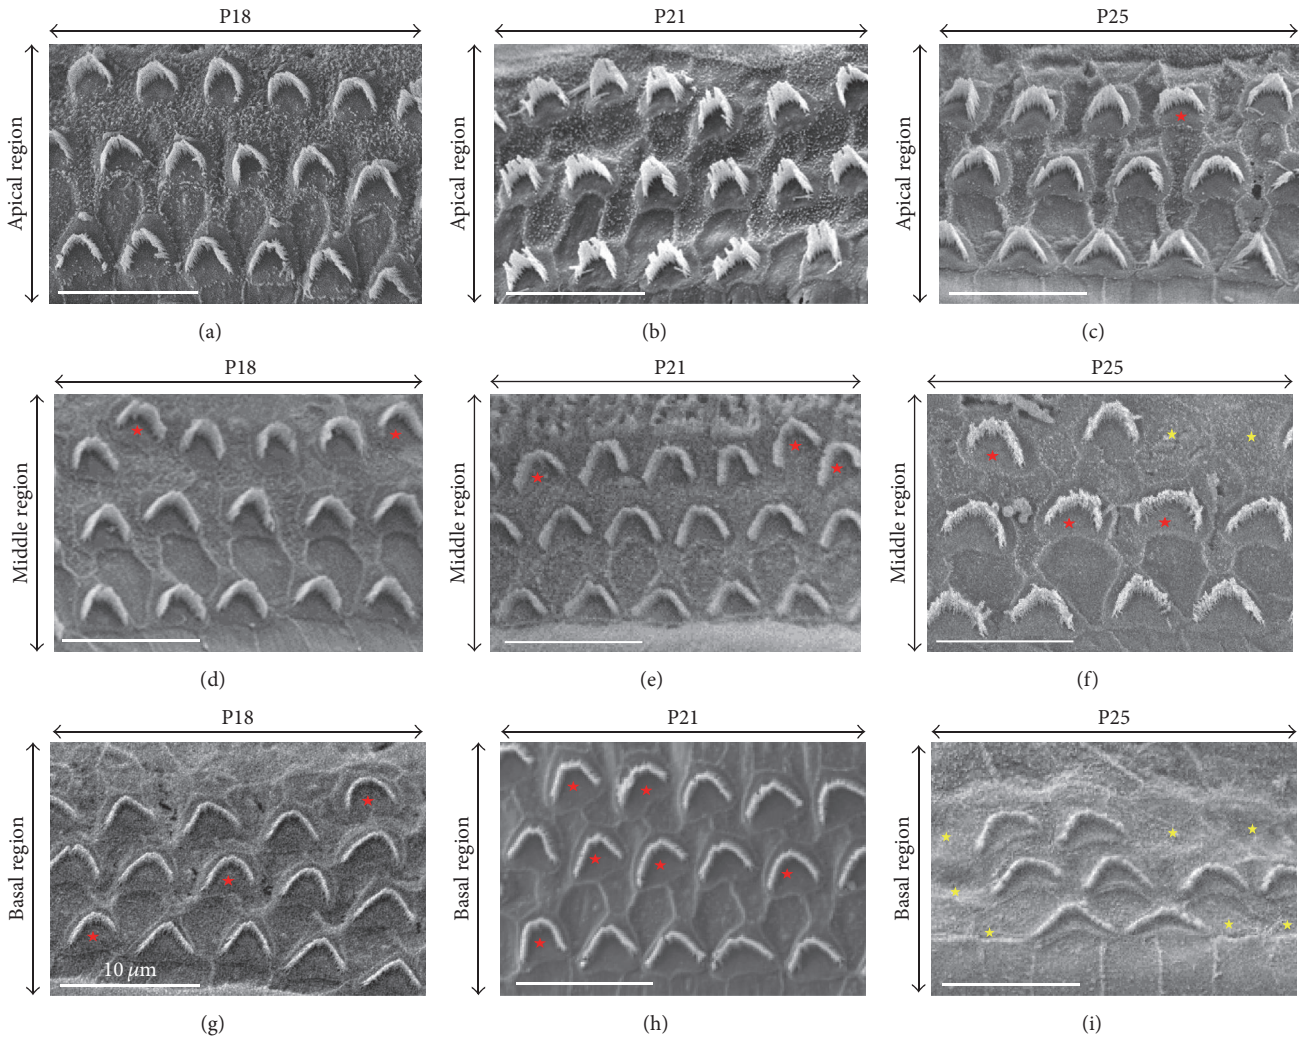 P18
P21
P25
Apical region
Apical region
Apical region
(a)
(b)
(c)
P18
P21
P25
Middle region
Middle region
Middle region
(d)
(e)
(f)
P18
P21
P25
Basal region
Basal region
Basal region
10 μm
(g)
(h)
(i)